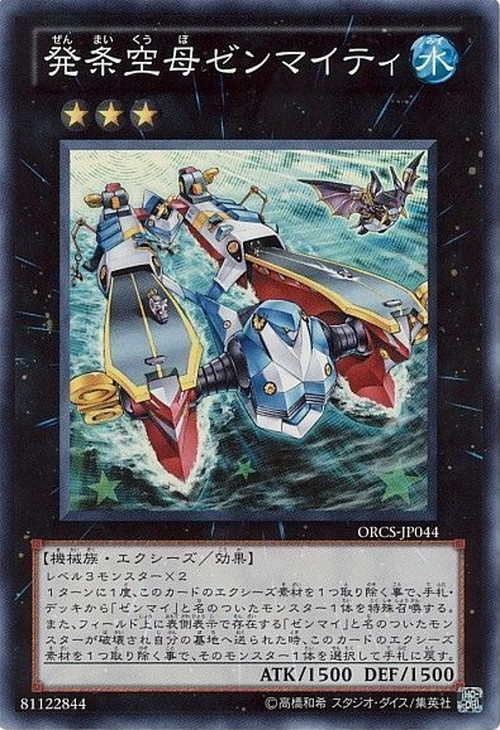 発条空母ゼンマイティ
水
ORCS-JP044
【機械族・エクシーズ/効果】
レベル3モンスター×2
1ターンに1度、このカードのエクシーズ素材を1つ取り除く事で、手札・
デッキから「ゼンマイ」と名のついたモンスター1体を特殊召喚する。
また、フィールド上に表側表示で存在する「ゼンマイ」と名のついたモンス
ターが破壊され自分の墓地へ送られた時、このカードのエクシーズ
素材を1つ取り除く事で、そのモンスター1体を選択して手札に戻す。
ATK/1500 DEF/1500
81122844
©高橋和希 スタジオ・ダイス/集英社